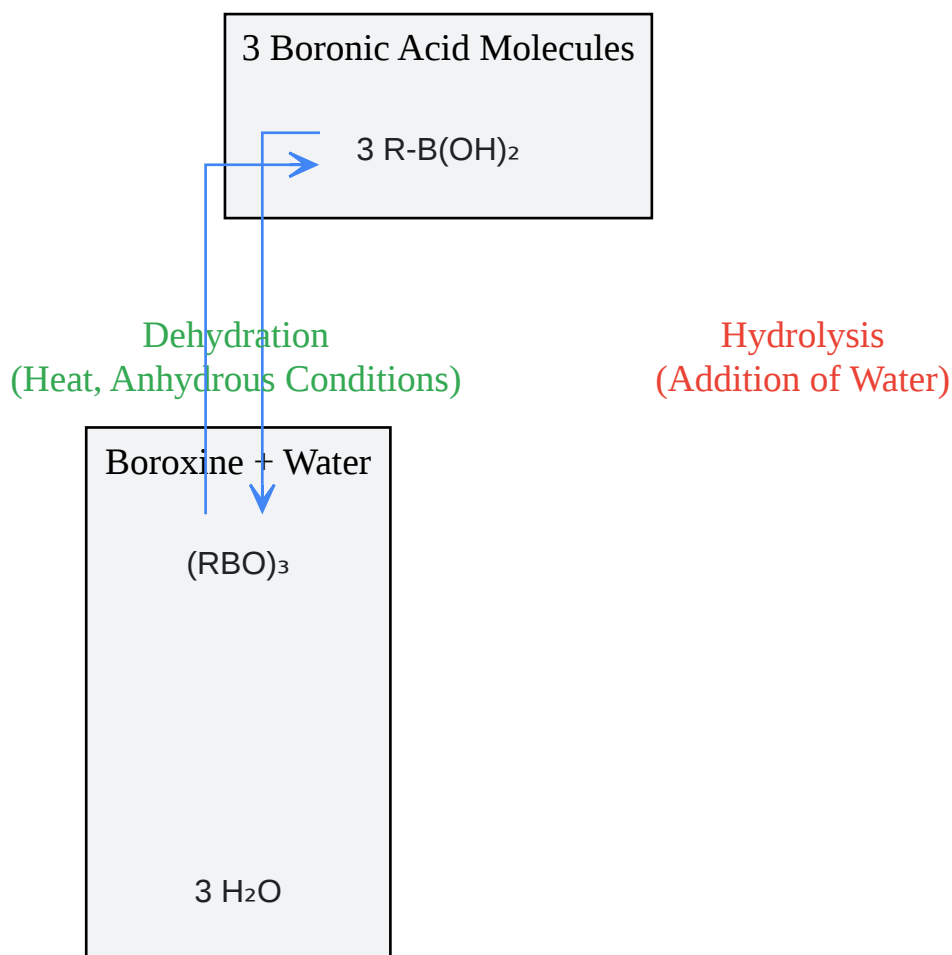 3 Boronic Acid Molecules
3 R-B(OH)₂
Dehydration
(Heat, Anhydrous Conditions)
Hydrolysis
(Addition of Water)
Boroxine + Water
(RBO)₃
3 H₂O